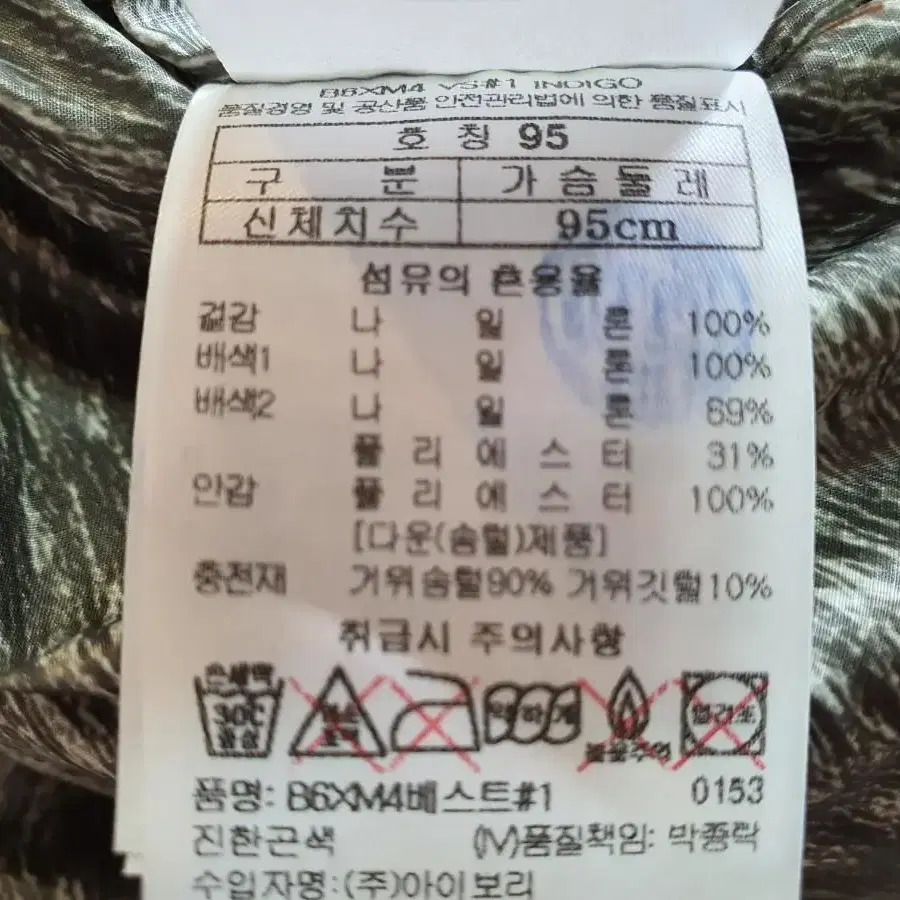 B6XM4 VS#1 INDIGO
품질경영 및 공산품 안전관리법에 의한 품질표시
호 칭 95
구 분 가슴둘레
신체치수 95cm
섬유의 혼용율
겉감 나 일 론 100%
배색1 나 일 론 100%
배색2 나 일 론 69%
폴 리 에 스 터 31%
안감 폴 리 에 스 터 100%
[다운(솜털)제품]
충전재 거위솜털90% 거위깃털10%
취급시 주의사항
손세탁
30℃ 약하게
중성
불꽃주의
품명: B6XM4베스트#1 0153
진한곤색 (M)품질책임: 박종락
수입자명:(주)아이보리